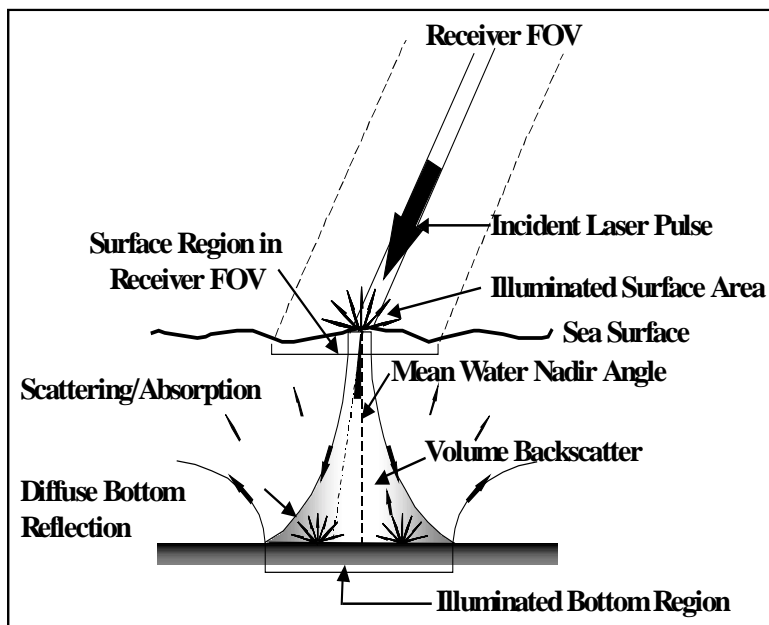 Receiver FOV
Incident Laser Pulse
Surface Region in
Receiver FOV
Illuminated Surface Area
Sea Surface
Mean Water Nadir Angle
Scattering/Absorption
Volume Backscatter
Diffuse Bottom
Reflection
Illuminated Bottom Region